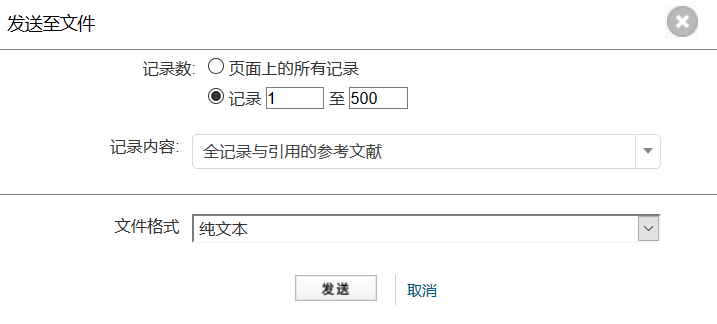 发送至文件
记录数: 页面上的所有记录
记录 1 至 500
记录内容: 全记录与引用的参考文献
文件格式 纯文本
发送 取消